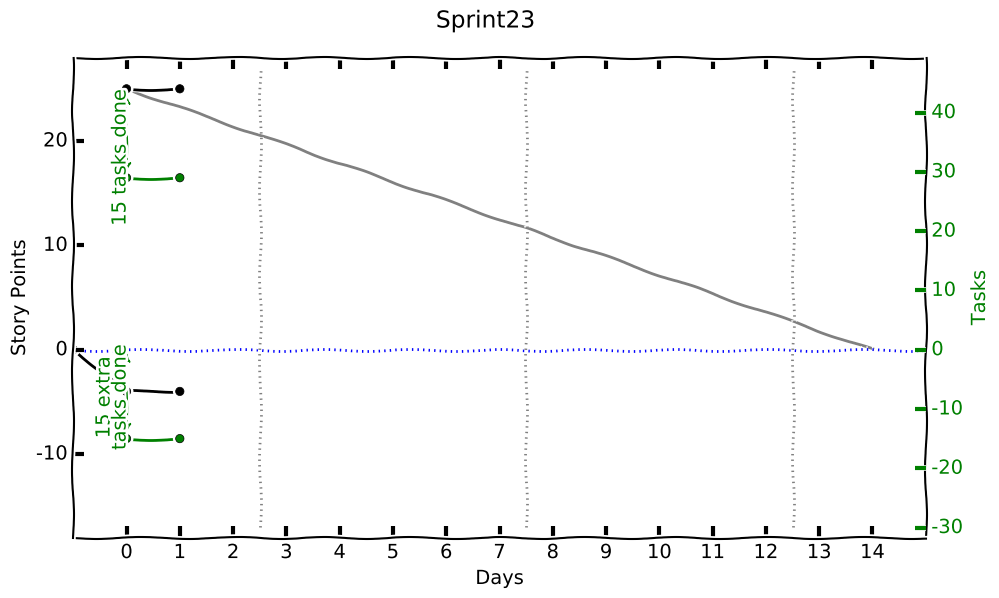 Sprint23
Story Points
20
10
0
-10
15 tasks_done
15 extra
tasks_done
40
30
20
10
0
-10
-20
-30
Tasks
0 1 2 3 4 5 6 7 8 9 10 11 12 13 14
Days